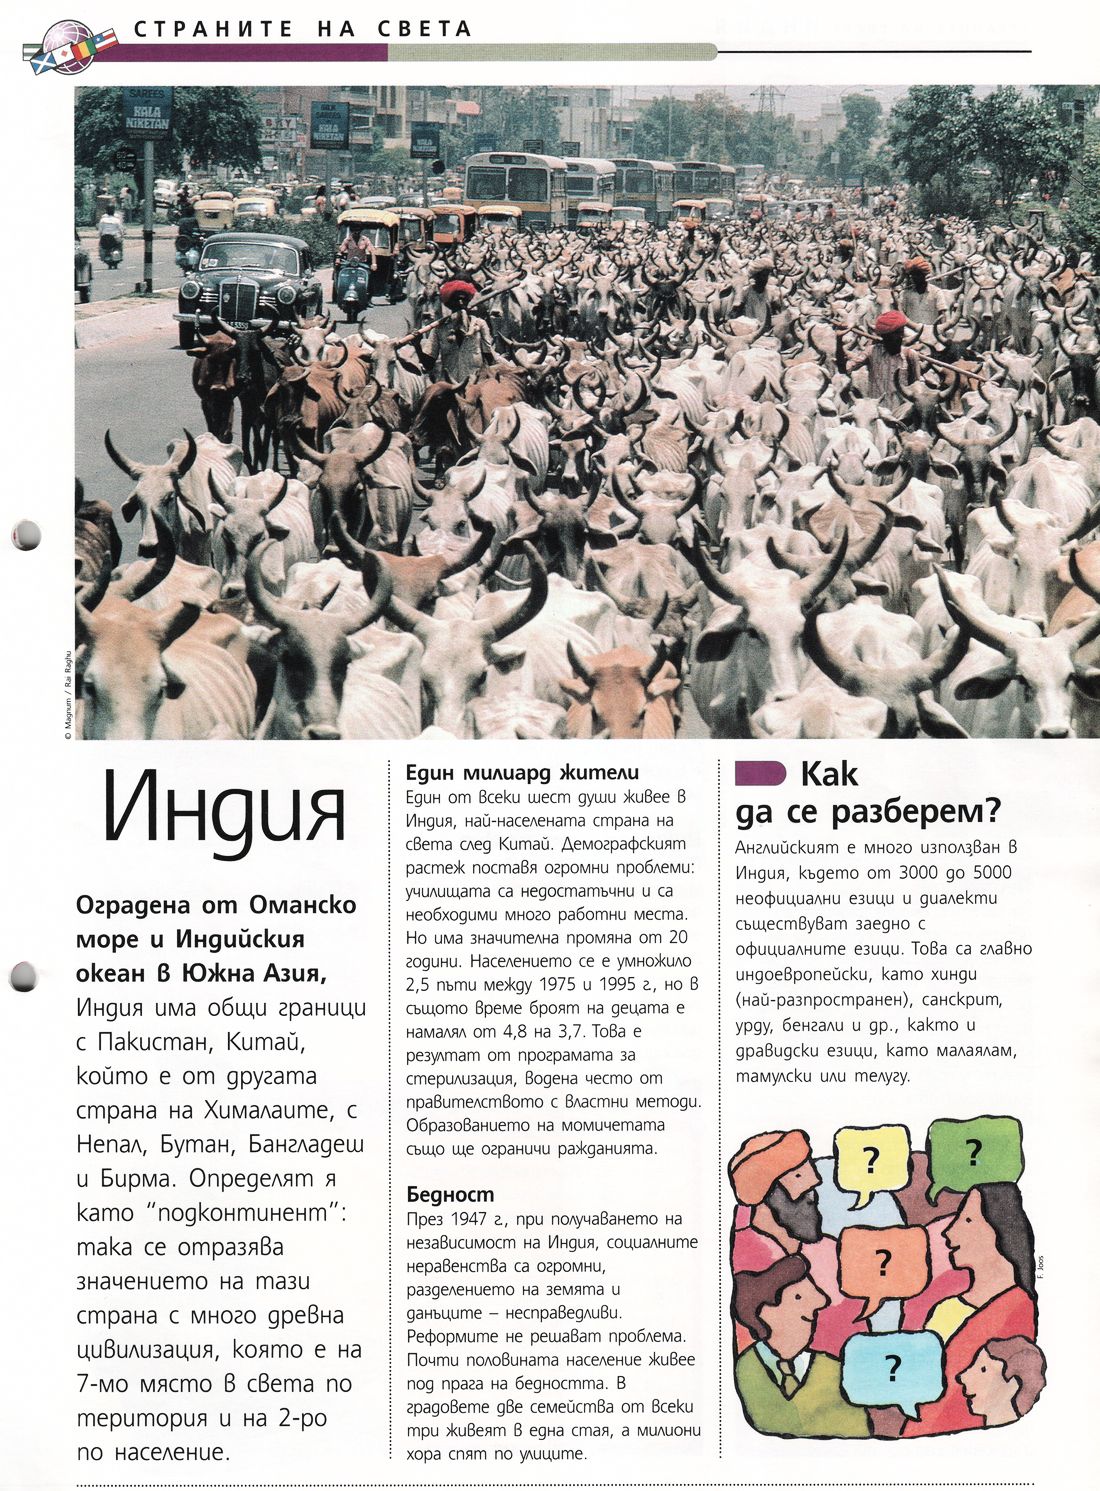 СТРАНИТЕ НА СВЕТА
SAREES
KALA
NIKETAN
KALA
NIKETAN
© Magnum / Rai Raghu
Индия
Оградена от Оманско
море и Индийския
океан в Южна Азия,
Индия има общи граници
с Пакистан, Китай,
който е от другата
страна на Хималаите, с
Непал, Бутан, Бангладеш
и Бирма. Определят я
като “подконтинент”:
така се отразява
значението на тази
страна с много древна
цивилизация, която е на
7-мо място в света по
територия и на 2-ро
по население.
Един милиард жители
Един от всеки шест души живее в
Индия, най-населената страна на
света след Китай. Демографският
растеж поставя огромни проблеми:
училищата са недостатъчни и са
необходими много работни места.
Но има значителна промяна от 20
години. Населението се е умножило
2,5 пъти между 1975 и 1995 г., но в
същото време броят на децата е
намалял от 4,8 на 3,7. Това е
резултат от програмата за
стерилизация, водена често от
правителството с властни методи.
Образованието на момичетата
също ще ограничи ражданията.
Бедност
През 1947 г., при получаването на
независимост на Индия, социалните
неравенства са огромни,
разделението на земята и
данъците – несправедливи.
Реформите не решават проблема.
Почти половината население живее
под прага на бедността. В
градовете две семейства от всеки
три живеят в една стая, а милиони
хора спят по улиците.
Как
да се разберем?
Английският е много използван в
Индия, където от 3000 до 5000
неофициални езици и диалекти
съществуват заедно с
официалните езици. Това са главно
индоевропейски, като хинди
(най-разпространен), санскрит,
урду, бенгали и др., както и
дравидски езици, като малаялам,
тамулски или телугу.
?
?
?
?
F. Joos